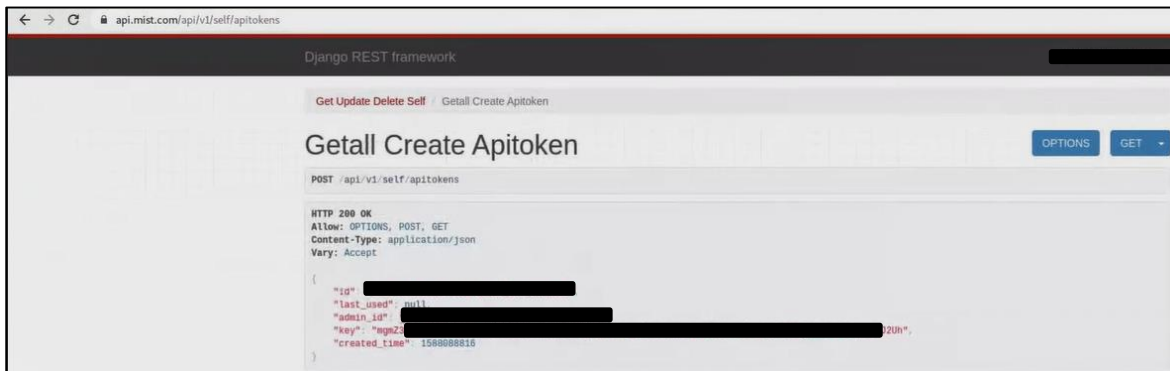 api.mist.com/api/v1/self/apitokens
Django REST framework
Get Update Delete Self / Getall Create Apitoken
Getall Create Apitoken
OPTIONS GET
POST /api/v1/self/apitokens
HTTP 200 OK
Allow: OPTIONS, POST, GET
Content-Type: application/json
Vary: Accept
{
"id":
"last_used": null,
"admin_id":
"key": "mgmZ3 J2Uh",
"created_time": 1588088816
}